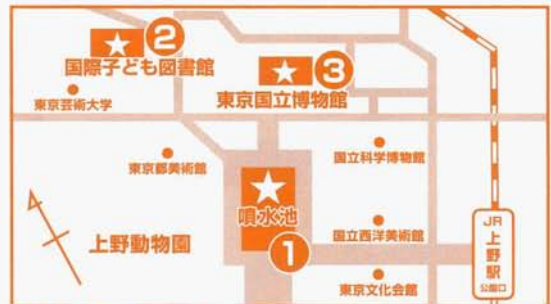 ②
国際子ども図書館
③
東京国立博物館
東京芸術大学
東京都美術館
国立科学博物館
噴水池
①
上野動物園
国立西洋美術館
東京文化会館
JR
上野駅
公園口